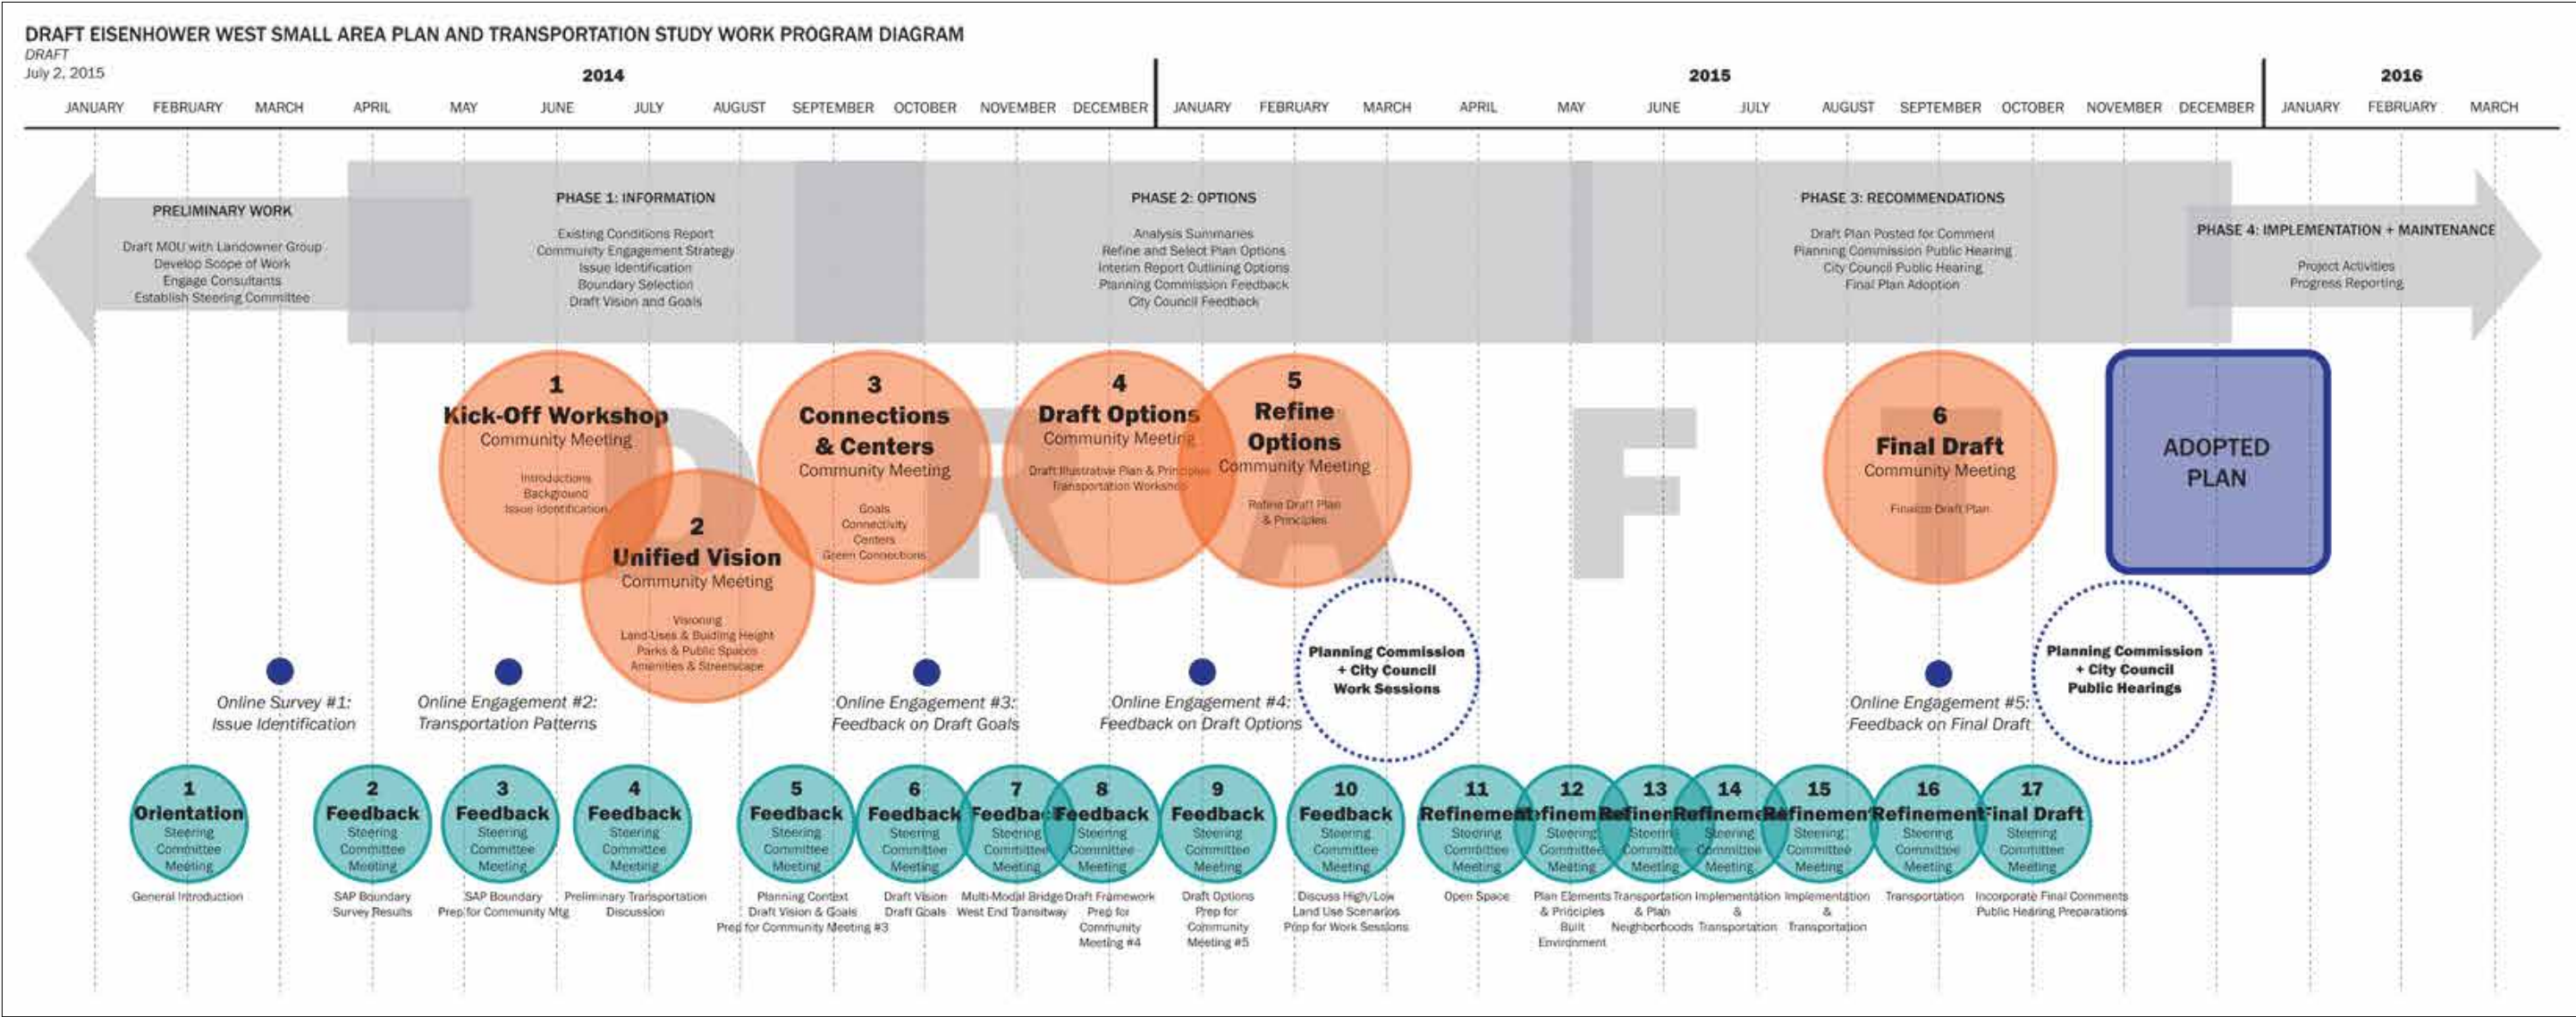 DRAFT EISENHOWER WEST SMALL AREA PLAN AND TRANSPORTATION STUDY WORK PROGRAM DIAGRAM
DRAFT
July 2, 2015
2014
2015
2016
JANUARY FEBRUARY MARCH APRIL MAY JUNE JULY AUGUST SEPTEMBER OCTOBER NOVEMBER DECEMBER JANUARY FEBRUARY MARCH APRIL MAY JUNE JULY AUGUST SEPTEMBER OCTOBER NOVEMBER DECEMBER JANUARY FEBRUARY MARCH
PRELIMINARY WORK
Draft MOU with Landowner Group
Develop Scope of Work
Engage Consultants
Establish Steering Committee
PHASE 1: INFORMATION
Existing Conditions Report
Community Engagement Strategy
Issue Identification
Boundary Selection
Draft Vision and Goals
PHASE 2: OPTIONS
Analysis Summaries
Refine and Select Plan Options
Interim Report Outlining Options
Planning Commission Feedback
City Council Feedback
PHASE 3: RECOMMENDATIONS
Draft Plan Posted for Comment
Planning Commission Public Hearing
City Council Public Hearing
Final Plan Adoption
PHASE 4: IMPLEMENTATION + MAINTENANCE
Project Activities
Progress Reporting
DRAFT
1
Kick-Off Workshop
Community Meeting
Introductions
Background
Issue Identification
2
Unified Vision
Community Meeting
Visioning
Land-Uses & Buidling Height
Parks & Public Spaces
Amenities & Streetscape
3
Connections
& Centers
Community Meeting
Goals
Connectivity
Centers
Green Connections
4
Draft Options
Community Meeting
Draft Illustrative Plan & Principles
Transportation Workshop
5
Refine
Options
Community Meeting
Refine Draft Plan
& Principles
6
Final Draft
Community Meeting
Finalize Draft Plan
ADOPTED
PLAN
Online Survey #1:
Issue Identification
Online Engagement #2:
Transportation Patterns
Online Engagement #3:
Feedback on Draft Goals
Online Engagement #4:
Feedback on Draft Options
Planning Commission
+ City Council
Work Sessions
Online Engagement #5:
Feedback on Final Draft
Planning Commission
+ City Council
Public Hearings
1
Orientation
Steering
Committee
Meeting
General Introduction
2
Feedback
Steering
Committee
Meeting
SAP Boundary
Survey Results
3
Feedback
Steering
Committee
Meeting
SAP Boundary
Prep for Community Mtg
4
Feedback
Steering
Committee
Meeting
Preliminary Transportation
Discussion
5
Feedback
Steering
Committee
Meeting
Planning Context
Draft Vision & Goals
Prep for Community Meeting #3
6
Feedback
Steering
Committee
Meeting
Draft Vision
Draft Goals
7
Feedback
Steering
Committee
Meeting
Multi-Modal Bridge
West End Transitway
8
Feedback
Steering
Committee
Meeting
Draft Framework
Prep for
Community
Meeting #4
9
Feedback
Steering
Committee
Meeting
Draft Options
Prep for
Community
Meeting #5
10
Feedback
Steering
Committee
Meeting
Discuss High/Low
Land Use Scenarios
Prep for Work Sessions
11
Refinement
Steering
Committee
Meeting
Open Space
12
Refinement
Steering
Committee
Meeting
Plan Elements
& Principles
Built
Envirdnment
13
Refinement
Steering
Committee
Meeting
Transportation
& Plan
Neighborhoods
14
Refinement
Steering
Committee
Meeting
Implementation
&
Transportation
15
Refinement
Steering
Committee
Meeting
Implementation
&
Transportation
16
Refinement
Steering
Committee
Meeting
Transportation
17
Final Draft
Steering
Committee
Meeting
Incorporate Final Comments
Public Hearing Preparations